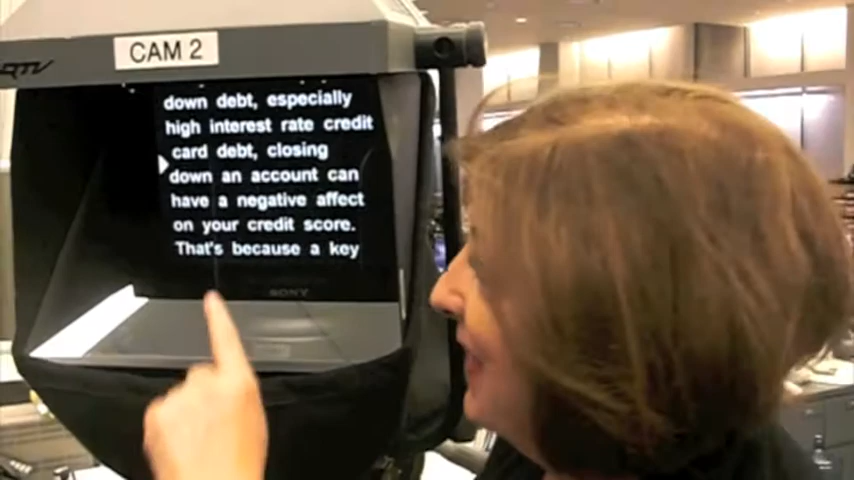 CAM 2
QTV
down debt, especially
high interest rate credit
card debt, closing
down an account can
have a negative affect
on your credit score.
That's because a key
SONY